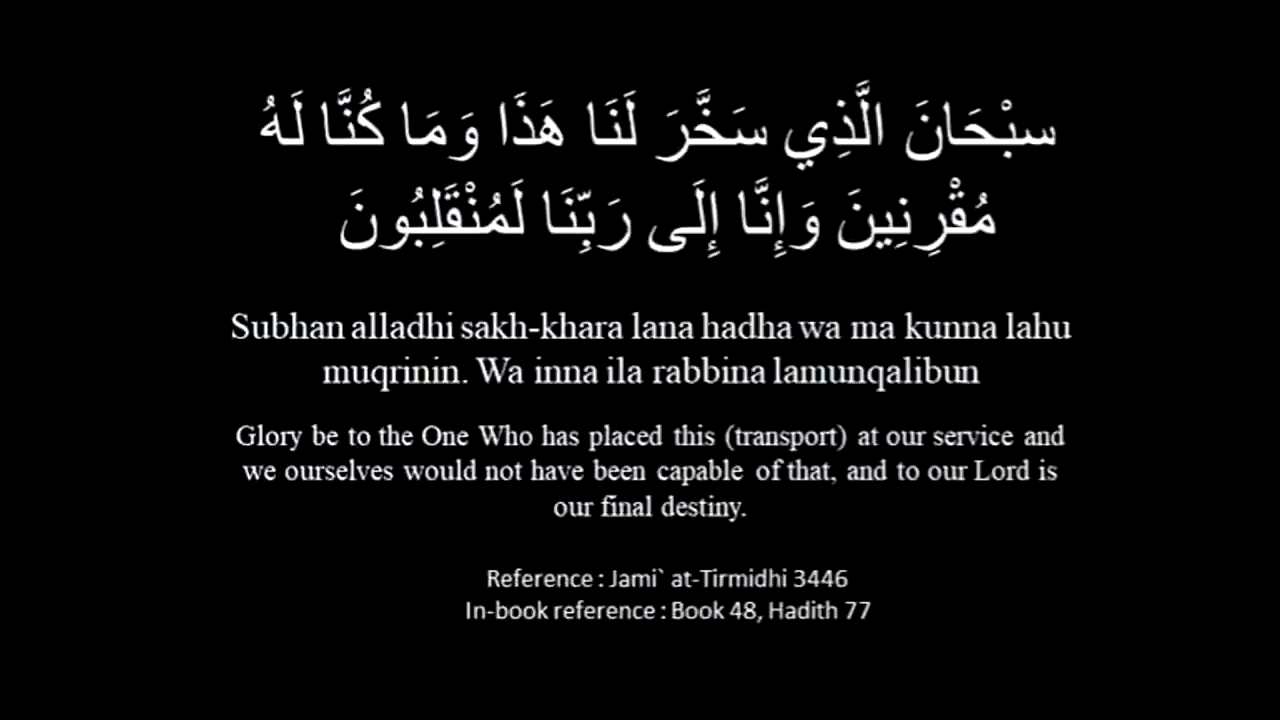 سبْحَانَ الَّذِي سَخَّرَ لَنَا هَذَا وَمَا كُنَّا لَهُ
مُقْرِنِينَ وَإِنَّا إِلَى رَبِّنَا لَمُنْقَلِبُونَ
Subhan alladhi sakh-khara lana hadha wa ma kunna lahu
muqrinin. Wa inna ila rabbina lamunqalibun
Glory be to the One Who has placed this (transport) at our service and
we ourselves would not have been capable of that, and to our Lord is
our final destiny.
Reference : Jami` at-Tirmidhi 3446
In-book reference : Book 48, Hadith 77